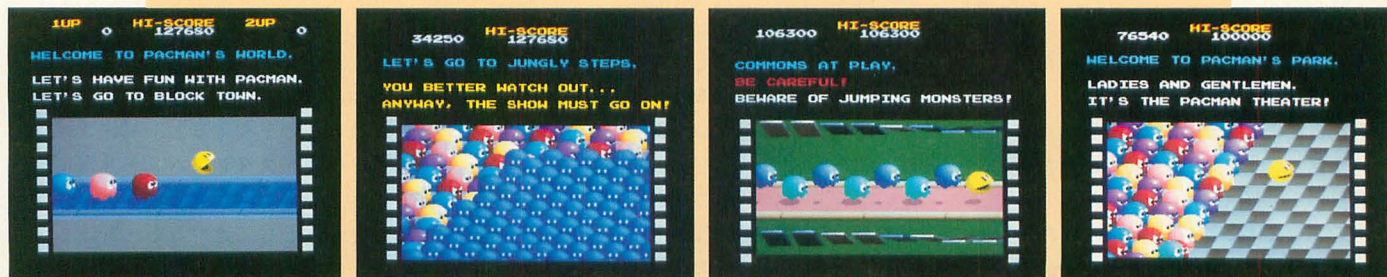 1UP HI-SCORE 2UP
0 127680 0
WELCOME TO PACMAN'S WORLD.
LET'S HAVE FUN WITH PACMAN.
LET'S GO TO BLOCK TOWN.
HI-SCORE
34250 127680
LET'S GO TO JUNGLY STEPS.
YOU BETTER WATCH OUT...
ANYWAY, THE SHOW MUST GO ON!
HI-SCORE
106300 106300
COMMONS AT PLAY.
BE CAREFUL!
BEWARE OF JUMPING MONSTERS!
HI-SCORE
76540 100000
WELCOME TO PACMAN'S PARK.
LADIES AND GENTLEMEN.
IT'S THE PACMAN THEATER!